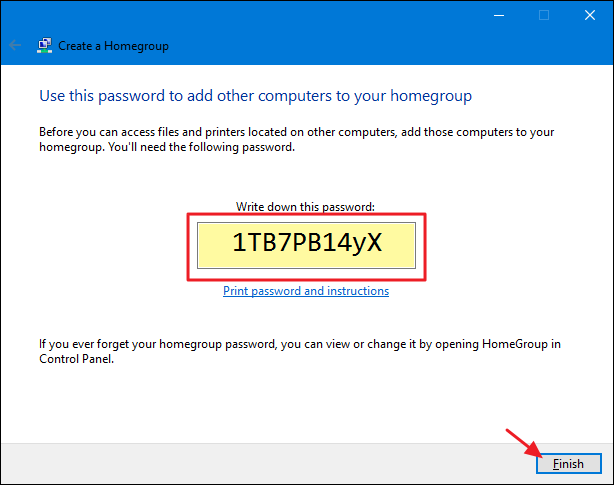 Create a Homegroup
Use this password to add other computers to your homegroup
Before you can access files and printers located on other computers, add those computers to your
homegroup. You'll need the following password.
Write down this password:
1TB7PB14yX
Print password and instructions
If you ever forget your homegroup password, you can view or change it by opening HomeGroup in
Control Panel.
Finish